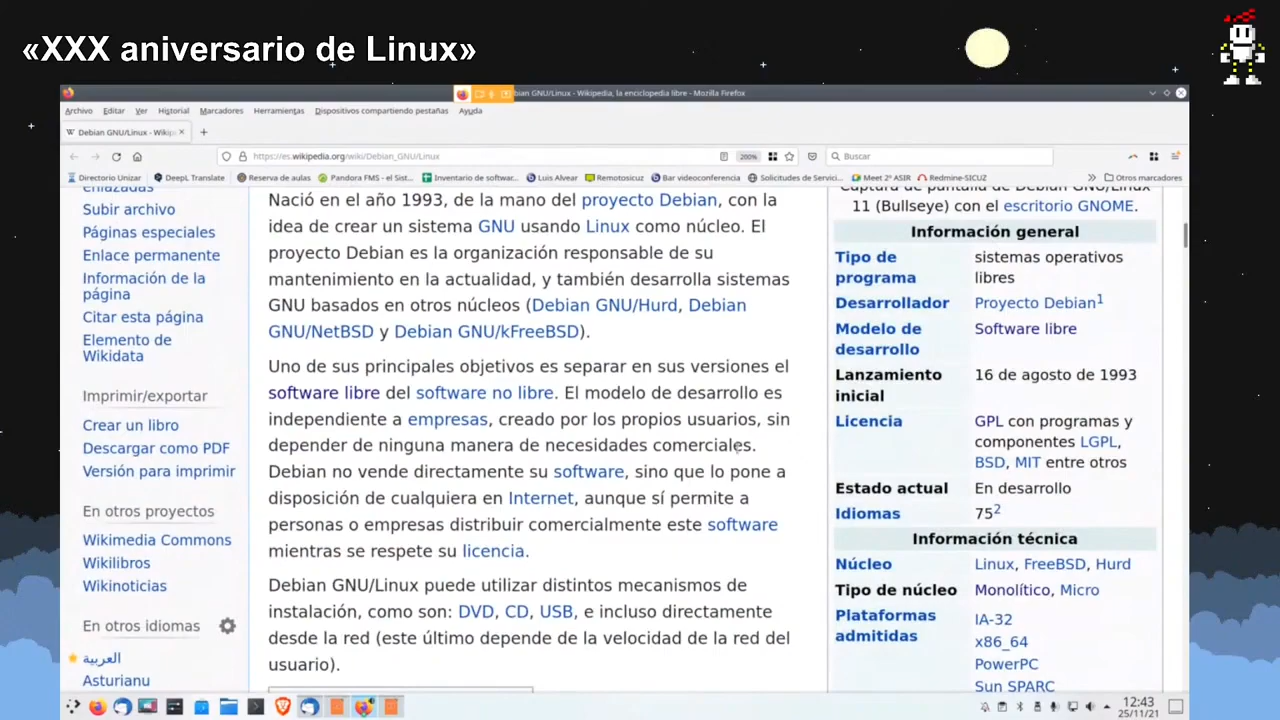 «XXX aniversario de Linux»
bian GNU/Linux - Wikipedia, la enciclopedia libre - Mozilla Firefox
Archivo Editar Ver Historial Marcadores Herramientas Dispositivos compartiendo pestañas Ayuda
Debian GNU/Linux - Wikip
https://es.wikipedia.org/wiki/Debian_GNU/Linux
200%
Buscar
Directorio Unizar DeepL Translate Reserva de aulas Pandora FMS - el Sist... Inventario de softwar... Luis Alvear Remotosicuz Bar videoconferencia Solicitudes de Servici... Meet 2º ASIR Redmine-SICUZ Otros marcadores
enlazadas
Subir archivo
Páginas especiales
Enlace permanente
Información de la
página
Citar esta página
Elemento de
Wikidata
Imprimir/exportar
Crear un libro
Descargar como PDF
Versión para imprimir
En otros proyectos
Wikimedia Commons
Wikilibros
Wikinoticias
En otros idiomas
العربية
Asturianu
Nació en el año 1993, de la mano del proyecto Debian, con la
idea de crear un sistema GNU usando Linux como núcleo. El
proyecto Debian es la organización responsable de su
mantenimiento en la actualidad, y también desarrolla sistemas
GNU basados en otros núcleos (Debian GNU/Hurd, Debian
GNU/NetBSD y Debian GNU/kFreeBSD).
Uno de sus principales objetivos es separar en sus versiones el
software libre del software no libre. El modelo de desarrollo es
independiente a empresas, creado por los propios usuarios, sin
depender de ninguna manera de necesidades comerciales.
Debian no vende directamente su software, sino que lo pone a
disposición de cualquiera en Internet, aunque sí permite a
personas o empresas distribuir comercialmente este software
mientras se respete su licencia.
Debian GNU/Linux puede utilizar distintos mecanismos de
instalación, como son: DVD, CD, USB, e incluso directamente
desde la red (este último depende de la velocidad de la red del
usuario).
Captura de pantalla de Debian GNU/Linux
11 (Bullseye) con el escritorio GNOME.
Información general
Tipo de programa sistemas operativos libres
Desarrollador Proyecto Debian1
Modelo de desarrollo Software libre
Lanzamiento inicial 16 de agosto de 1993
Licencia GPL con programas y
componentes LGPL,
BSD, MIT entre otros
Estado actual En desarrollo
Idiomas 752
Información técnica
Núcleo Linux, FreeBSD, Hurd
Tipo de núcleo Monolítico, Micro
Plataformas admitidas IA-32
x86_64
PowerPC
Sun SPARC
12:43
25/11/21